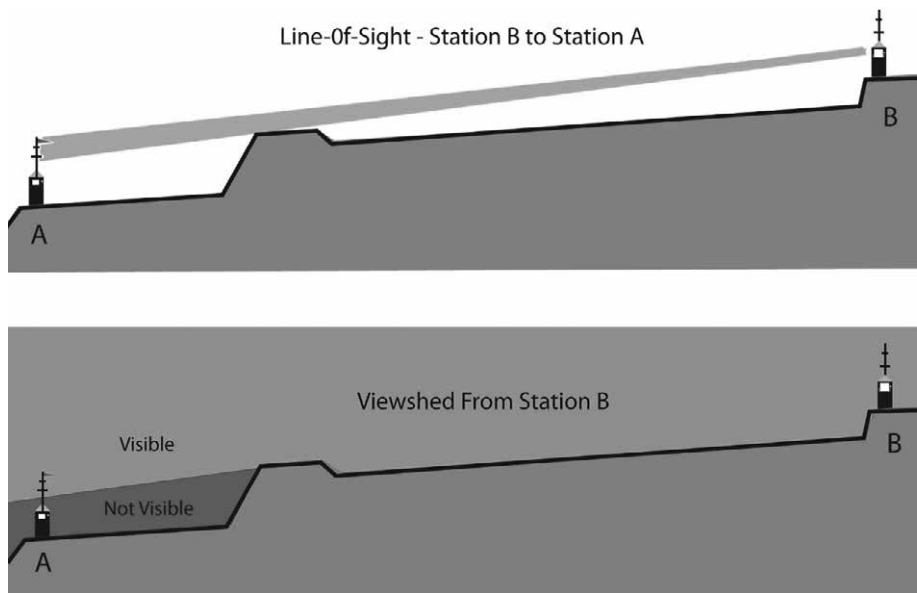 Line-0f-Sight - Station B to Station A
B
A
Viewshed From Station B
B
Visible
Not Visible
A